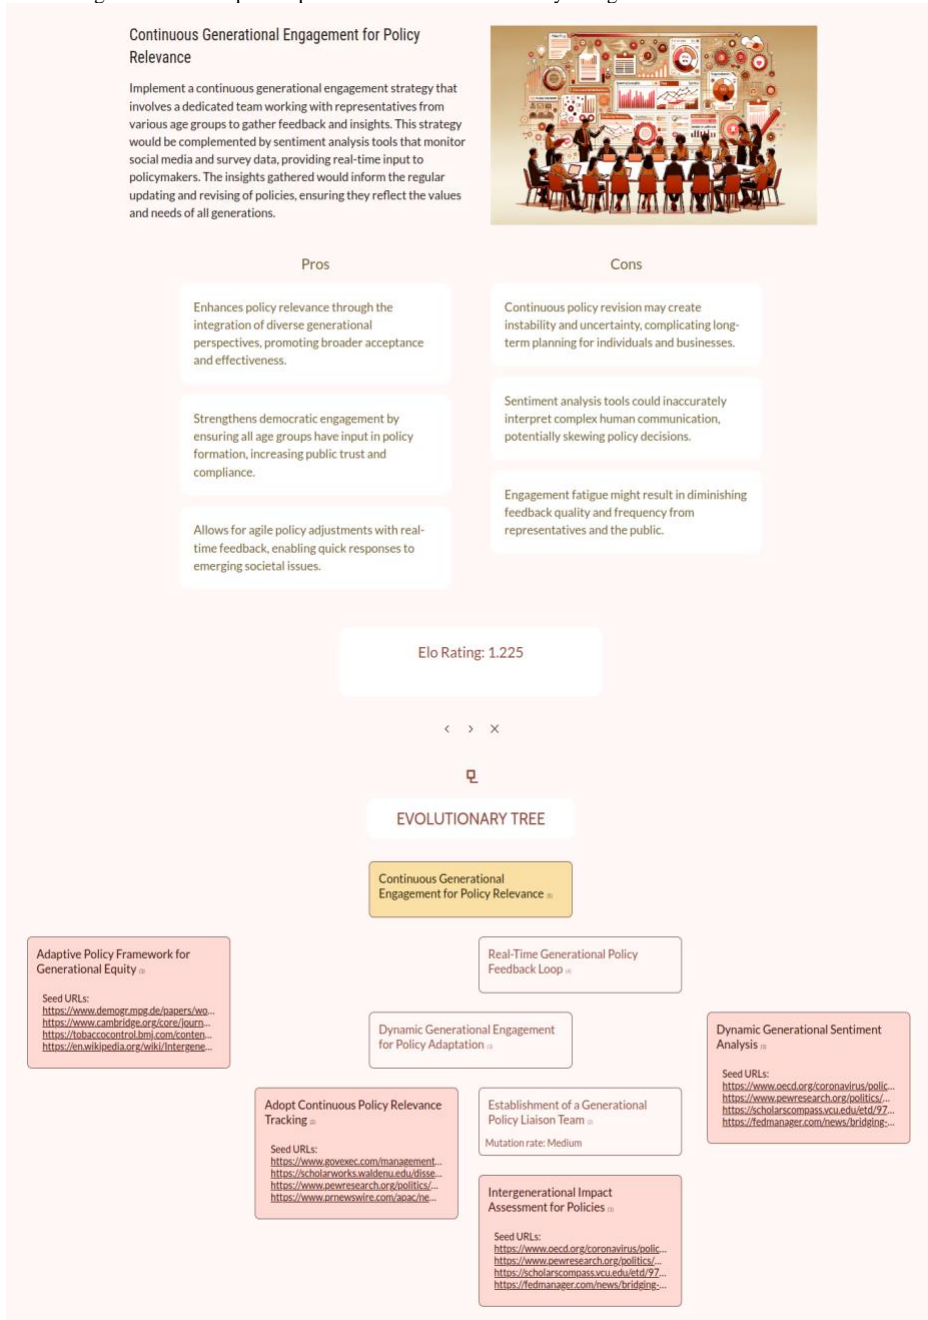 Continuous Generational Engagement for Policy
Relevance
Implement a continuous generational engagement strategy that
involves a dedicated team working with representatives from
various age groups to gather feedback and insights. This strategy
would be complemented by sentiment analysis tools that monitor
social media and survey data, providing real-time input to
policymakers. The insights gathered would inform the regular
updating and revising of policies, ensuring they reflect the values
and needs of all generations.
Pros
Enhances policy relevance through the
integration of diverse generational
perspectives, promoting broader acceptance
and effectiveness.
Strengthens democratic engagement by
ensuring all age groups have input in policy
formation, increasing public trust and
compliance.
Allows for agile policy adjustments with real-
time feedback, enabling quick responses to
emerging societal issues.
Cons
Continuous policy revision may create
instability and uncertainty, complicating long-
term planning for individuals and businesses.
Sentiment analysis tools could inaccurately
interpret complex human communication,
potentially skewing policy decisions.
Engagement fatigue might result in diminishing
feedback quality and frequency from
representatives and the public.
Elo Rating: 1.225
EVOLUTIONARY TREE
Continuous Generational
Engagement for Policy Relevance
Adaptive Policy Framework for
Generational Equity
Seed URLs:
https://www.demogr.mpg.de/papers/wo...
https://www.cambridge.org/core/journ...
https://tobaccocontrol.bmj.com/conten...
https://en.wikipedia.org/wiki/Intergene...
Real-Time Generational Policy
Feedback Loop
Dynamic Generational Engagement
for Policy Adaptation
Dynamic Generational Sentiment
Analysis
Seed URLs:
https://www.oecd.org/coronavirus/polic...
https://www.pewresearch.org/politics/...
https://scholarscompass.vcu.edu/etd/97...
https://fedmanager.com/news/bridging-...
Adopt Continuous Policy Relevance
Tracking
Seed URLs:
https://www.govexec.com/management...
https://scholarworks.waldenu.edu/disse...
https://www.pewresearch.org/politics/...
https://www.prnewswire.com/apac/ne...
Establishment of a Generational
Policy Liaison Team
Mutation rate: Medium
Intergenerational Impact
Assessment for Policies
Seed URLs:
https://www.oecd.org/coronavirus/polic...
https://www.pewresearch.org/politics/...
https://scholarscompass.vcu.edu/etd/97...
https://fedmanager.com/news/bridging-...